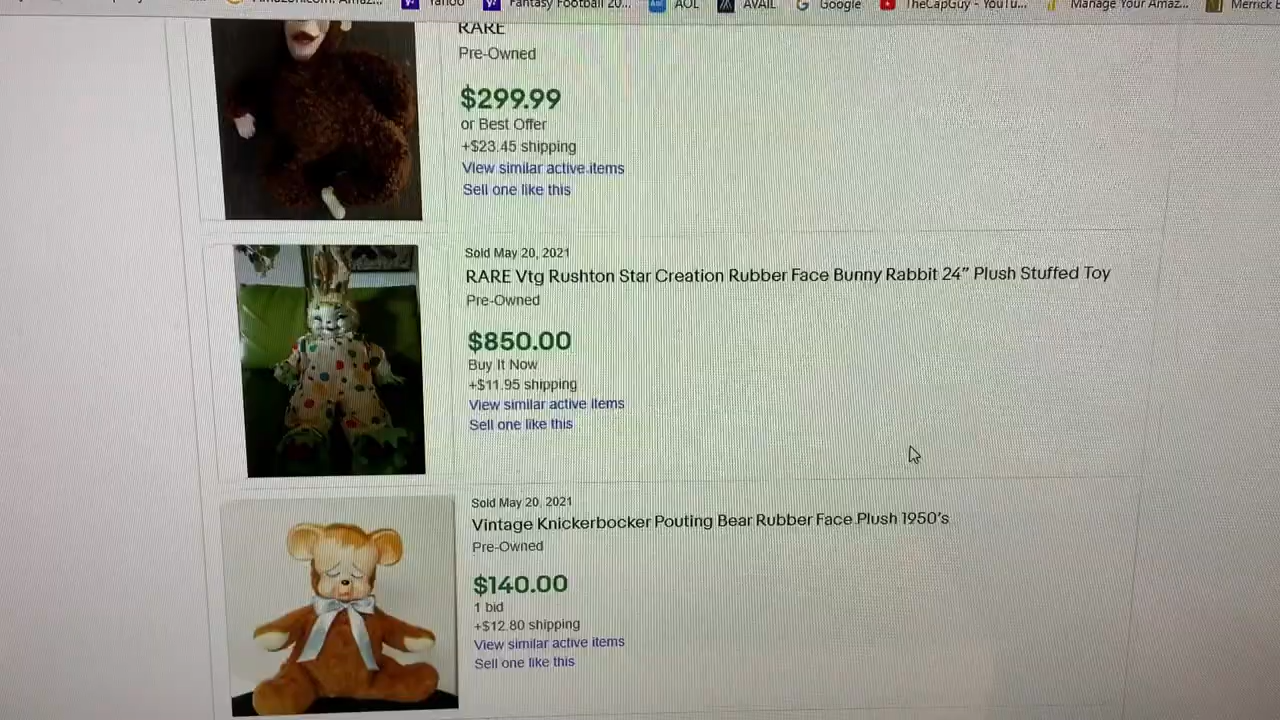 Yahoo Fantasy Football 20... AOL AVAIL Google TheCapGuy - YouTu... Manage Your Amaz... Merrick
RARE
Pre-Owned
$299.99
or Best Offer
+$23.45 shipping
View similar active items
Sell one like this
Sold May 20, 2021
RARE Vtg Rushton Star Creation Rubber Face Bunny Rabbit 24" Plush Stuffed Toy
Pre-Owned
$850.00
Buy It Now
+$11.95 shipping
View similar active items
Sell one like this
Sold May 20, 2021
Vintage Knickerbocker Pouting Bear Rubber Face Plush 1950's
Pre-Owned
$140.00
1 bid
+$12.80 shipping
View similar active items
Sell one like this